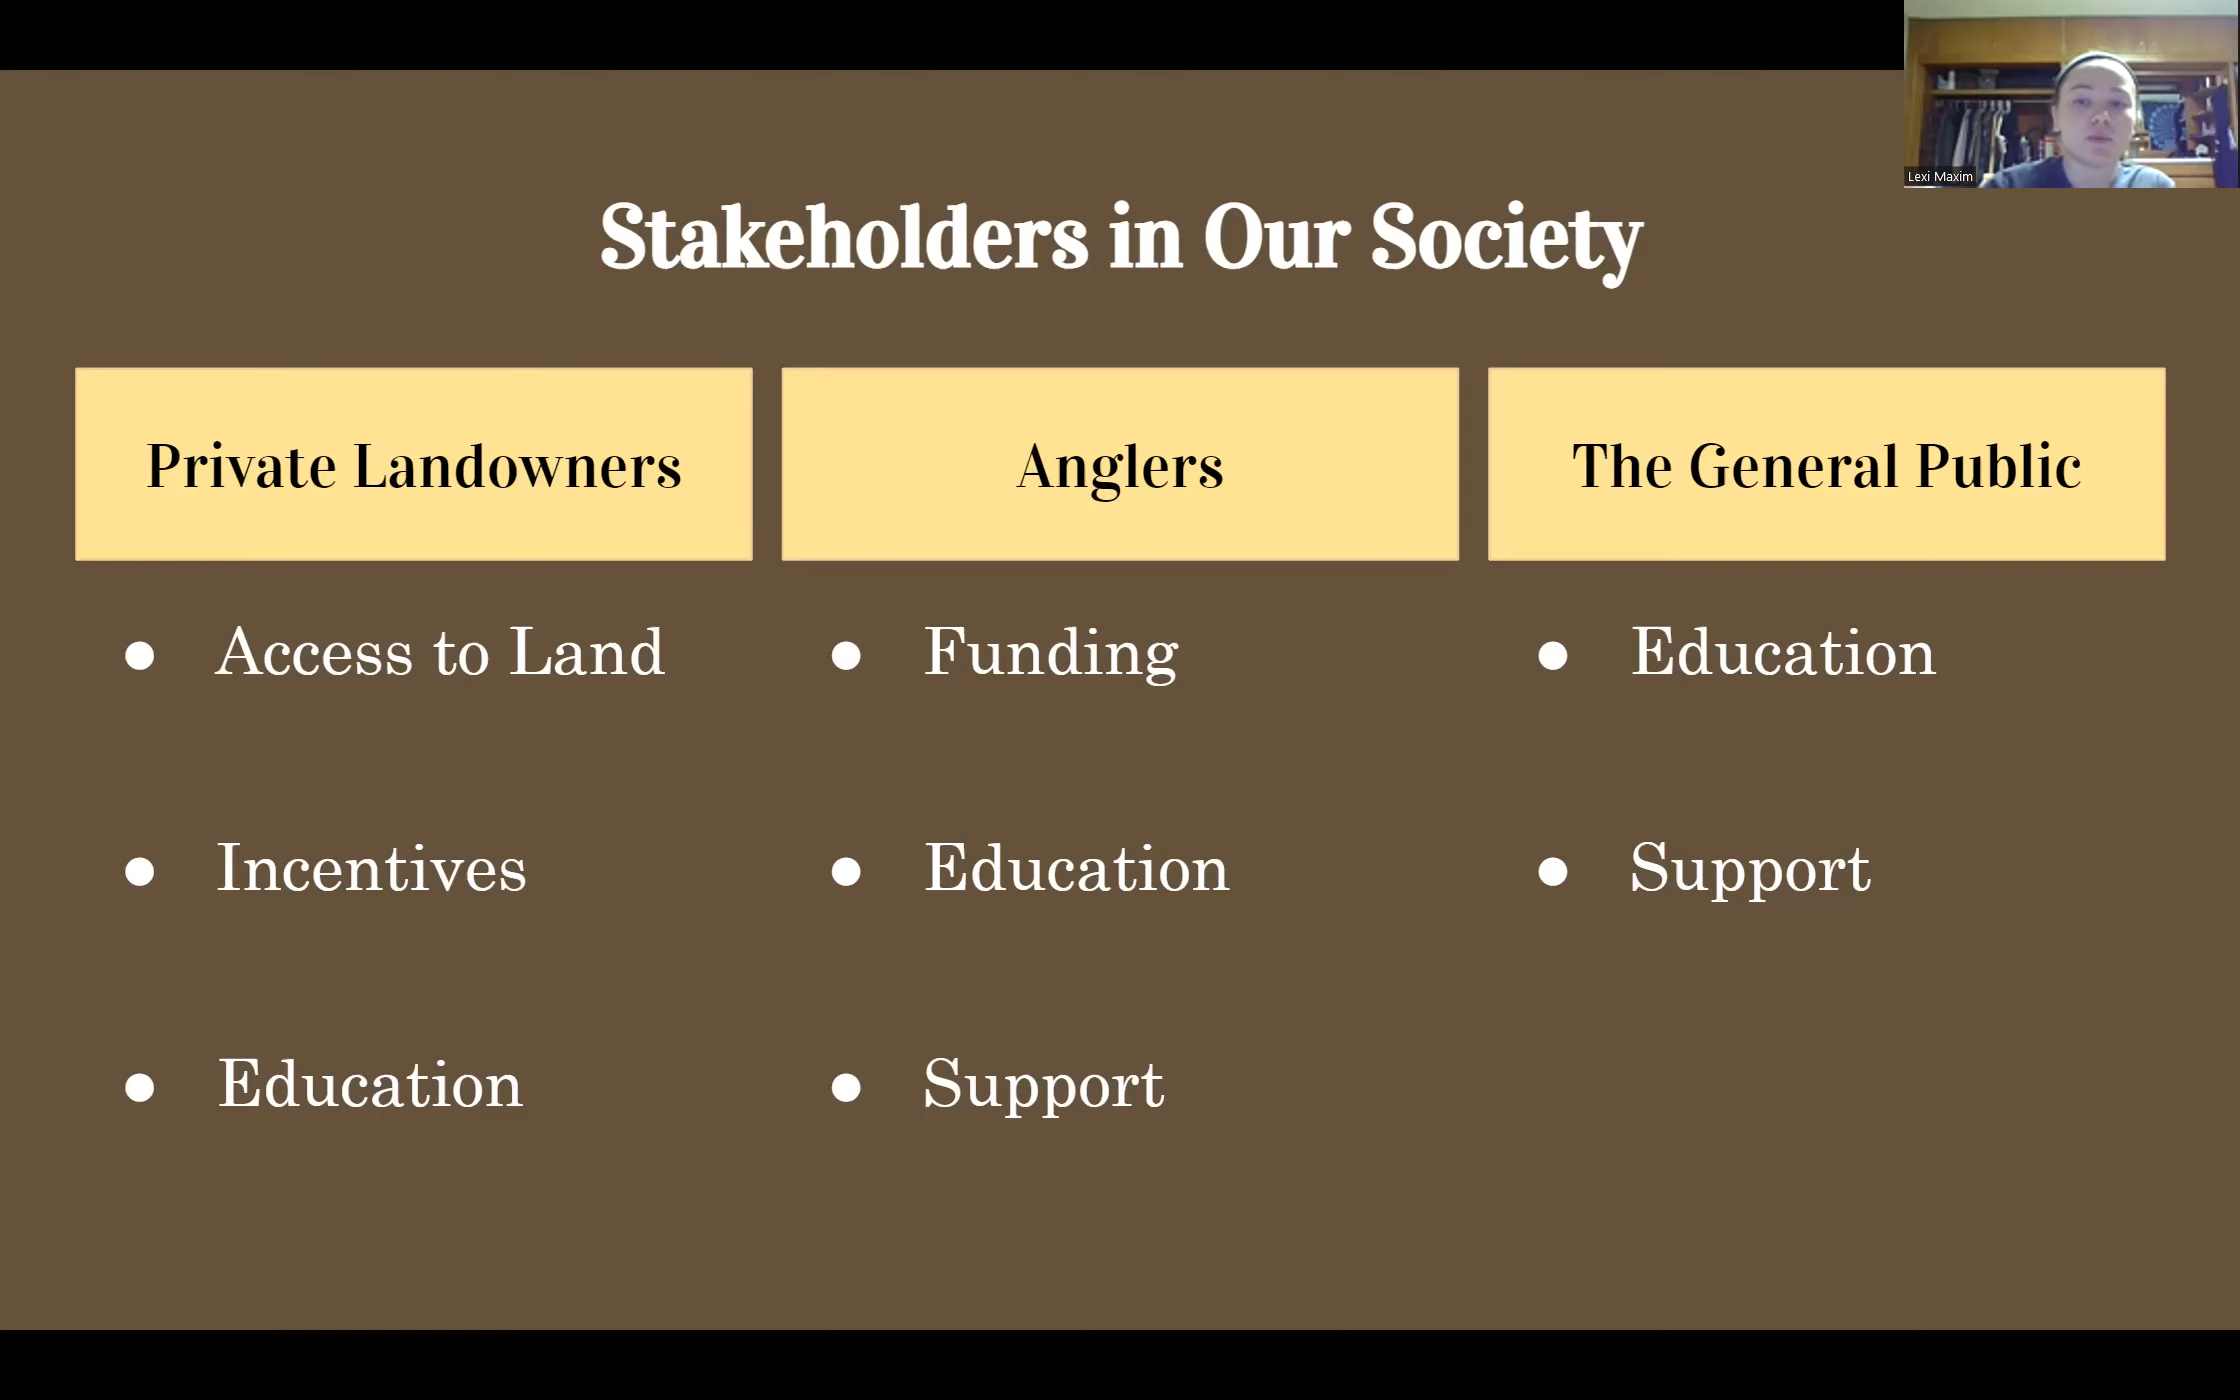 Lexi Maxim
Stakeholders in Our Society
Private Landowners
Access to Land
Incentives
Education
Anglers
Funding
Education
Support
The General Public
Education
Support